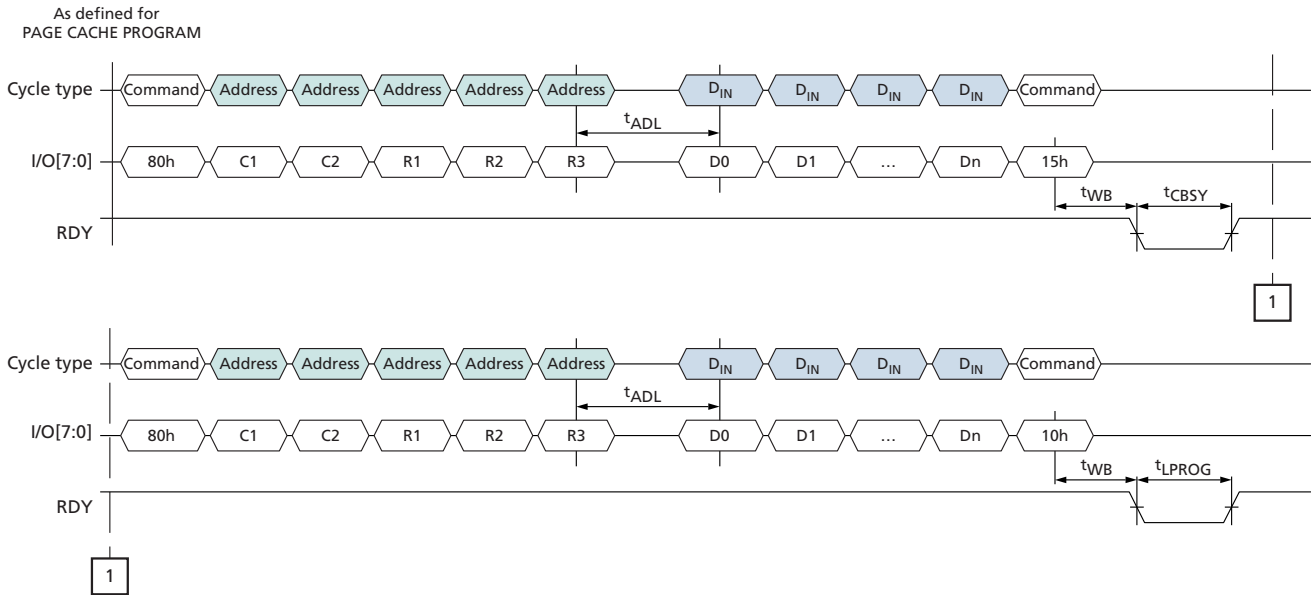 As defined for
PAGE CACHE PROGRAM
Cycle type Command Address Address Address Address Address DIN DIN DIN DIN Command
tADL
I/O[7:0] 80h C1 C2 R1 R2 R3 D0 D1 … Dn 15h
tWB tCBSY
RDY
1
Cycle type Command Address Address Address Address Address DIN DIN DIN DIN Command
tADL
I/O[7:0] 80h C1 C2 R1 R2 R3 D0 D1 … Dn 10h
tWB tLPROG
RDY
1